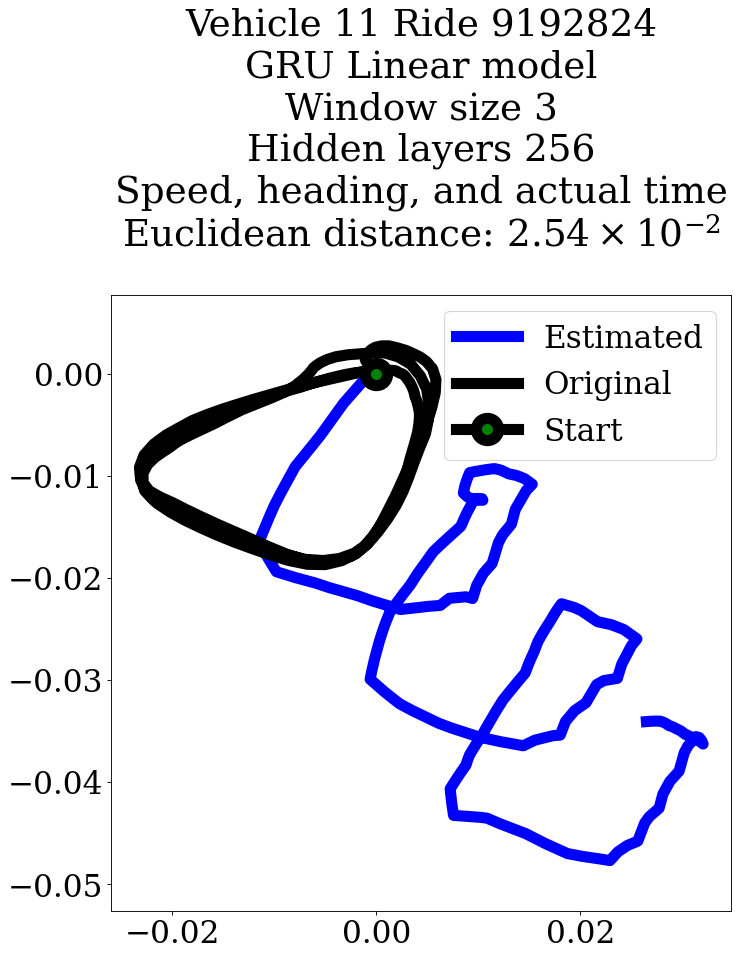 Vehicle 11 Ride 9192824
GRU Linear model
Window size 3
Hidden layers 256
Speed, heading, and actual time
Euclidean distance: 2.54 × 10⁻²
Estimated
Original
Start
0.00
−0.01
−0.02
−0.03
−0.04
−0.05
−0.02 0.00 0.02